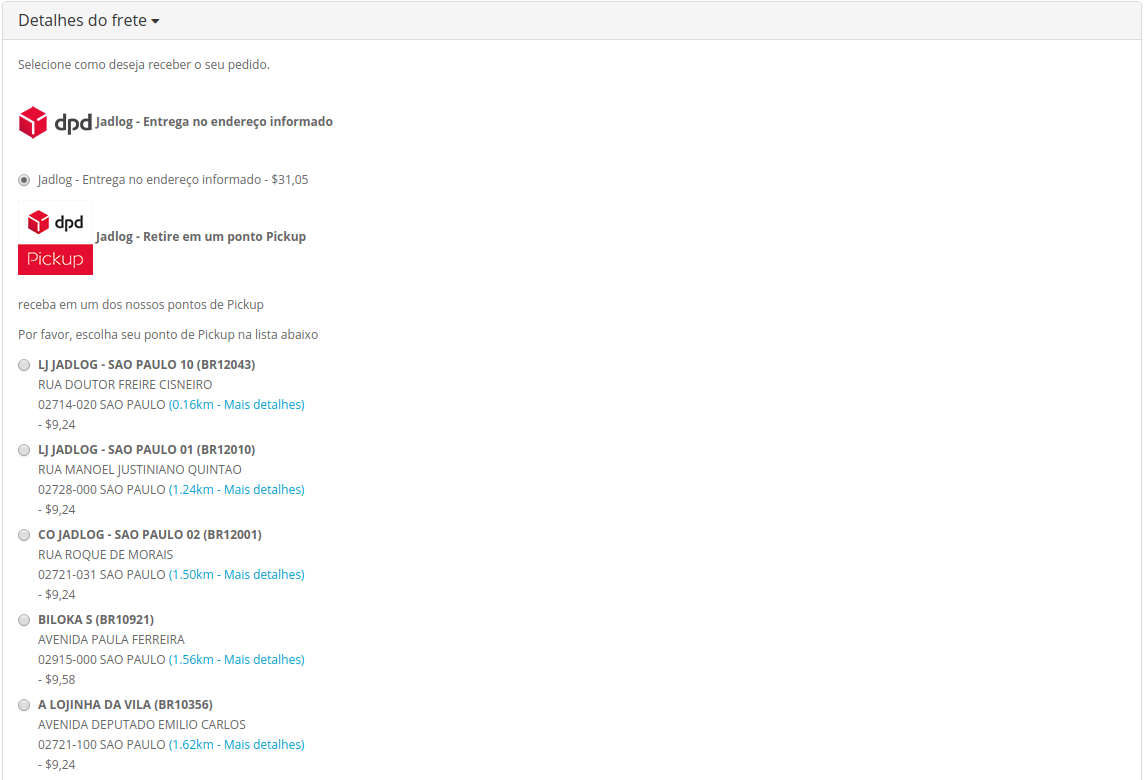 Detalhes do frete
Selecione como deseja receber o seu pedido.
dpd Jadlog - Entrega no endereço informado
Jadlog - Entrega no endereço informado - $31,05
dpd
Jadlog - Retire em um ponto Pickup
Pickup
receba em um dos nossos pontos de Pickup
Por favor, escolha seu ponto de Pickup na lista abaixo
LJ JADLOG - SAO PAULO 10 (BR12043)
RUA DOUTOR FREIRE CISNEIRO
02714-020 SAO PAULO (0.16km - Mais detalhes)
- $9,24
LJ JADLOG - SAO PAULO 01 (BR12010)
RUA MANOEL JUSTINIANO QUINTAO
02728-000 SAO PAULO (1.24km - Mais detalhes)
- $9,24
CO JADLOG - SAO PAULO 02 (BR12001)
RUA ROQUE DE MORAIS
02721-031 SAO PAULO (1.50km - Mais detalhes)
- $9,24
BILOKA S (BR10921)
AVENIDA PAULA FERREIRA
02915-000 SAO PAULO (1.56km - Mais detalhes)
- $9,58
A LOJINHA DA VILA (BR10356)
AVENIDA DEPUTADO EMILIO CARLOS
02721-100 SAO PAULO (1.62km - Mais detalhes)
- $9,24